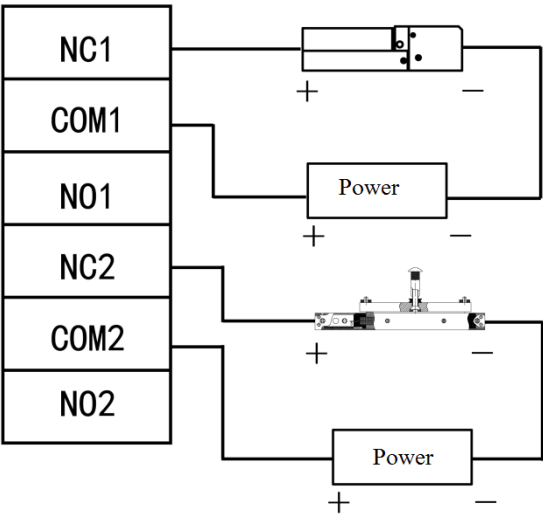 NC1
COM1
NO1
NC2
COM2
NO2
+ −
Power
+ −
+ −
Power
+ −